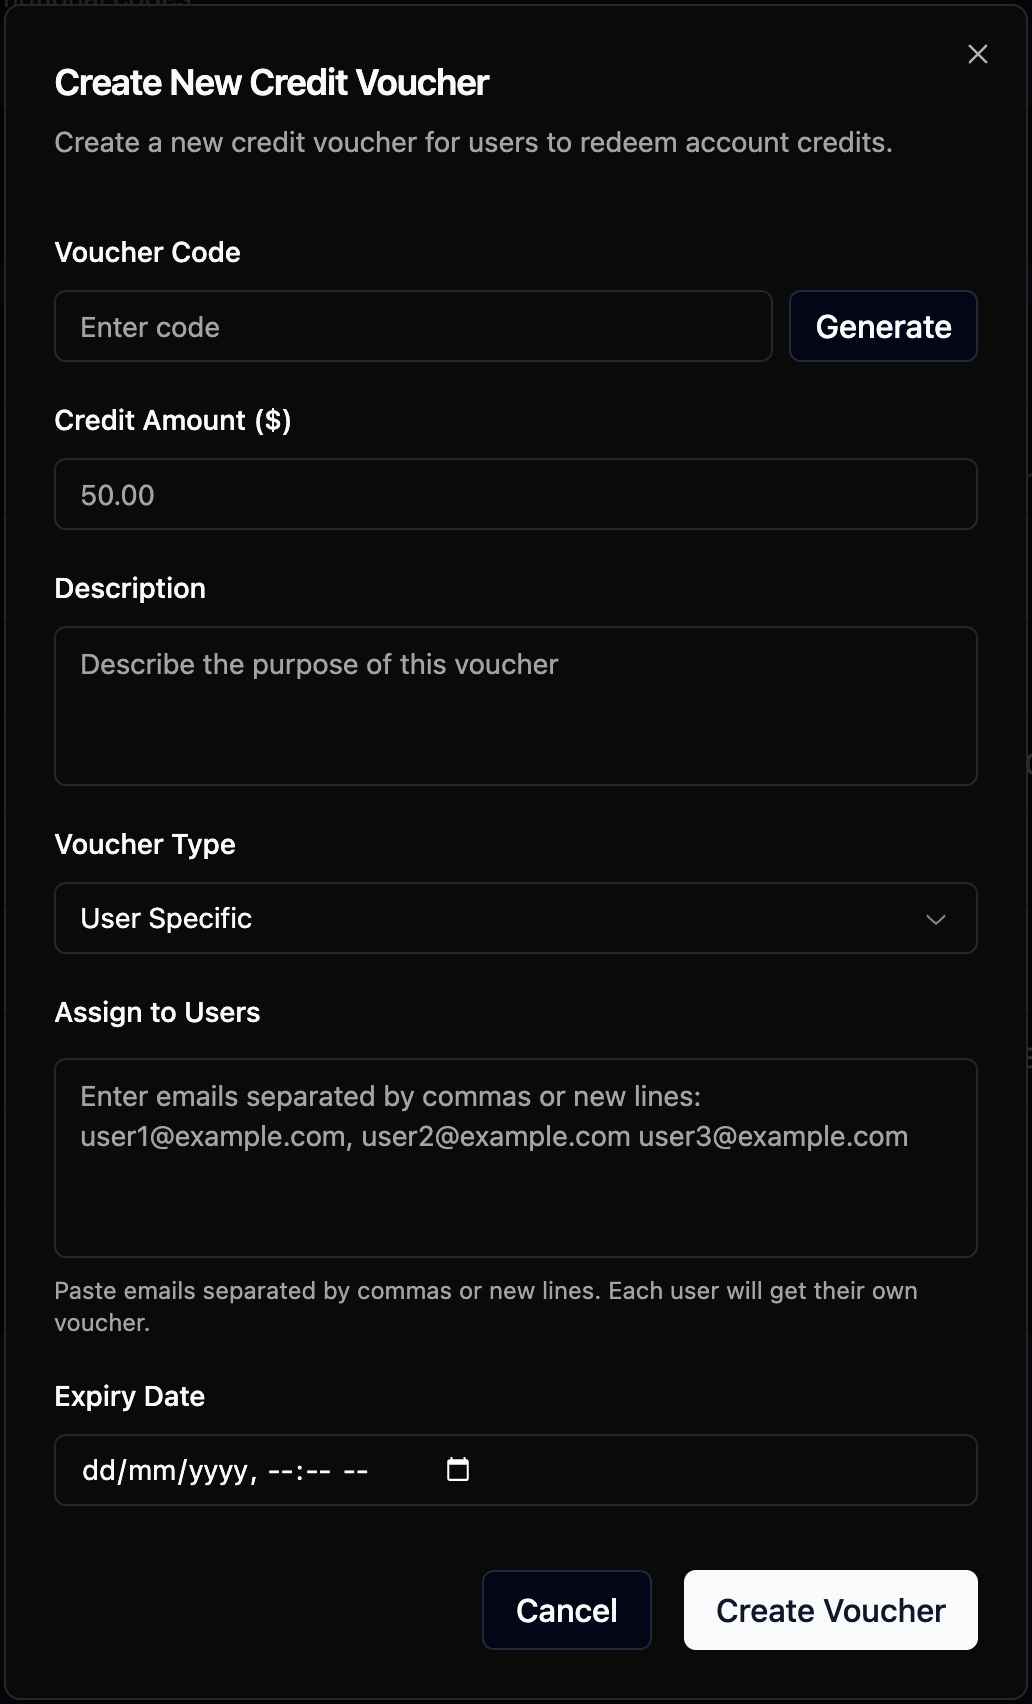 Create New Credit Voucher
Create a new credit voucher for users to redeem account credits.
Voucher Code
Enter code
Generate
Credit Amount ($)
50.00
Description
Describe the purpose of this voucher
Voucher Type
User Specific
Assign to Users
Enter emails separated by commas or new lines:
user1@example.com, user2@example.com user3@example.com
Paste emails separated by commas or new lines. Each user will get their own
voucher.
Expiry Date
dd/mm/yyyy, --:-- --
Cancel
Create Voucher